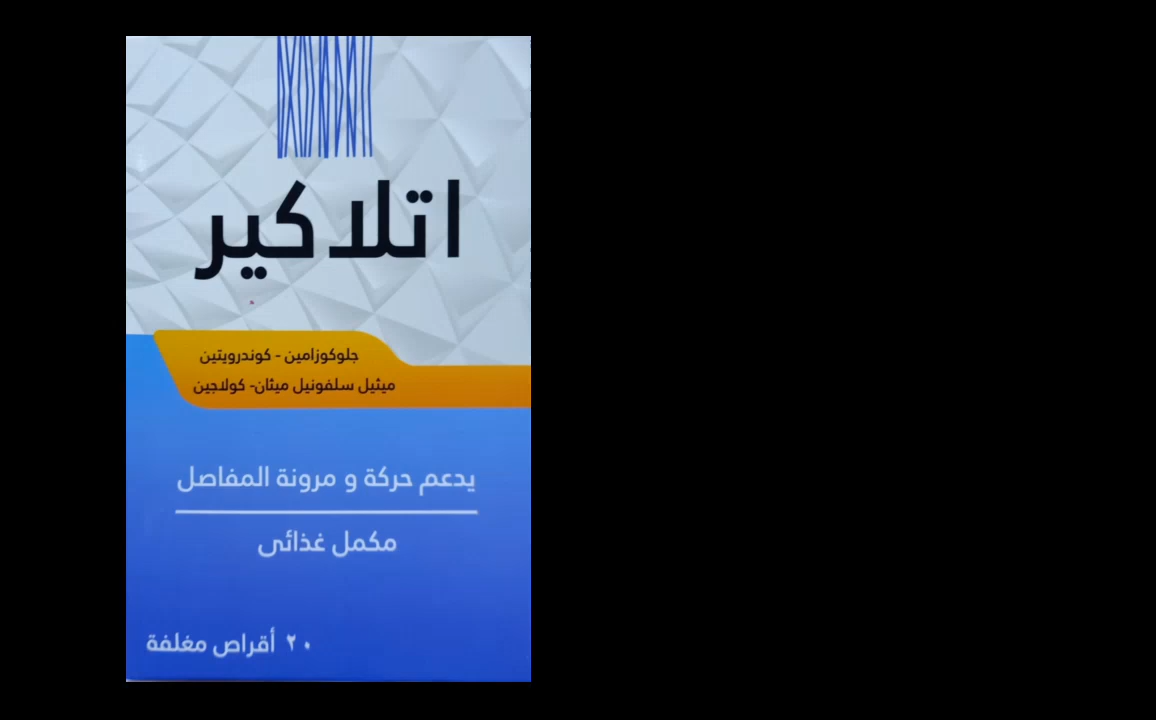 اتلاكير
جلوكوزامين - كوندرويتين
ميثيل سلفونيل ميثان- كولاجين
يدعم حركة و مرونة المفاصل
مكمل غذائى
٢٠ أقراص مغلفة